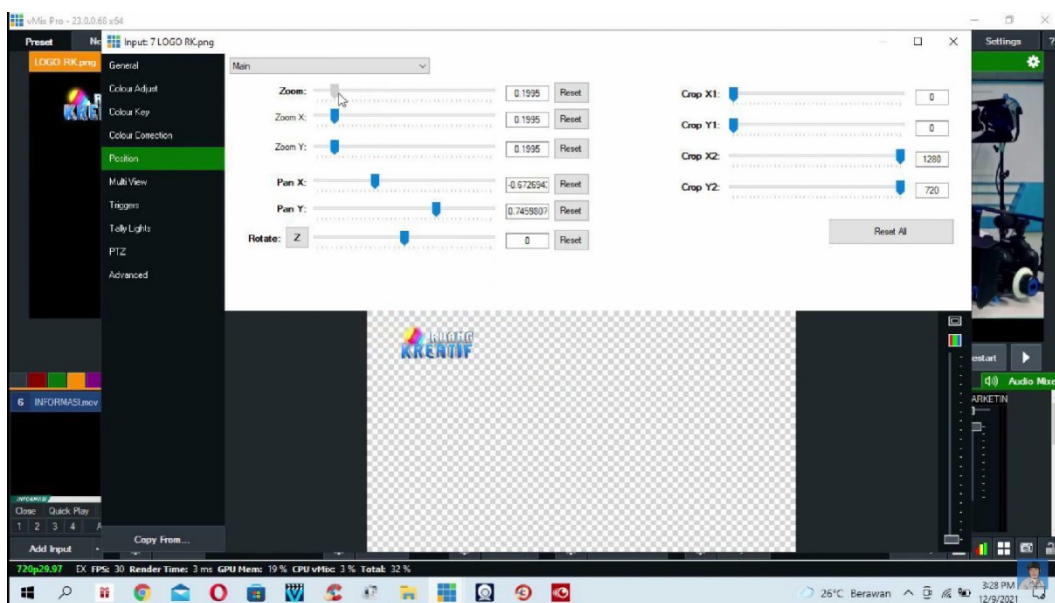 vMix Pro - 23.0.0.68 x64
Preset
Settings
?
Input: 7 LOGO RK.png
LOGO RK.png
General
Colour Adjust
Colour Key
Colour Correction
Position
Multi View
Triggers
Tally Lights
PTZ
Advanced
Copy From...
Main
Zoom: 0.1995 Reset
Zoom X: 0.1995 Reset
Zoom Y: 0.1995 Reset
Pan X: -0.672694 Reset
Pan Y: 0.7459807 Reset
Rotate: Z 0 Reset
Crop X1: 0
Crop Y1: 0
Crop X2: 1280
Crop Y2: 720
Reset All
RUANG
KREATIF
estart
Audio Mixe
6 INFORMASI.mov
ARKETIN
INFORMASI
Close Quick Play
1 2 3 4
Add Input
720p29.97 EX FPS: 30 Render Time: 3 ms GPU Mem: 19 % CPU vMix: 3 % Total: 32 %
26°C Berawan
3:28 PM
12/9/2021